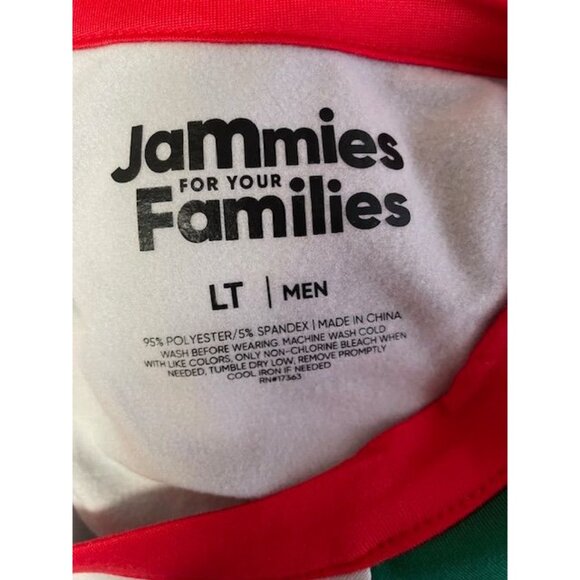 Jammies
FOR YOUR
Families
LT | MEN
95% POLYESTER/5% SPANDEX | MADE IN CHINA
WASH BEFORE WEARING. MACHINE WASH COLD
WITH LIKE COLORS, ONLY NON-CHLORINE BLEACH WHEN
NEEDED, TUMBLE DRY LOW, REMOVE PROMPTLY
COOL IRON IF NEEDED
RN#17363